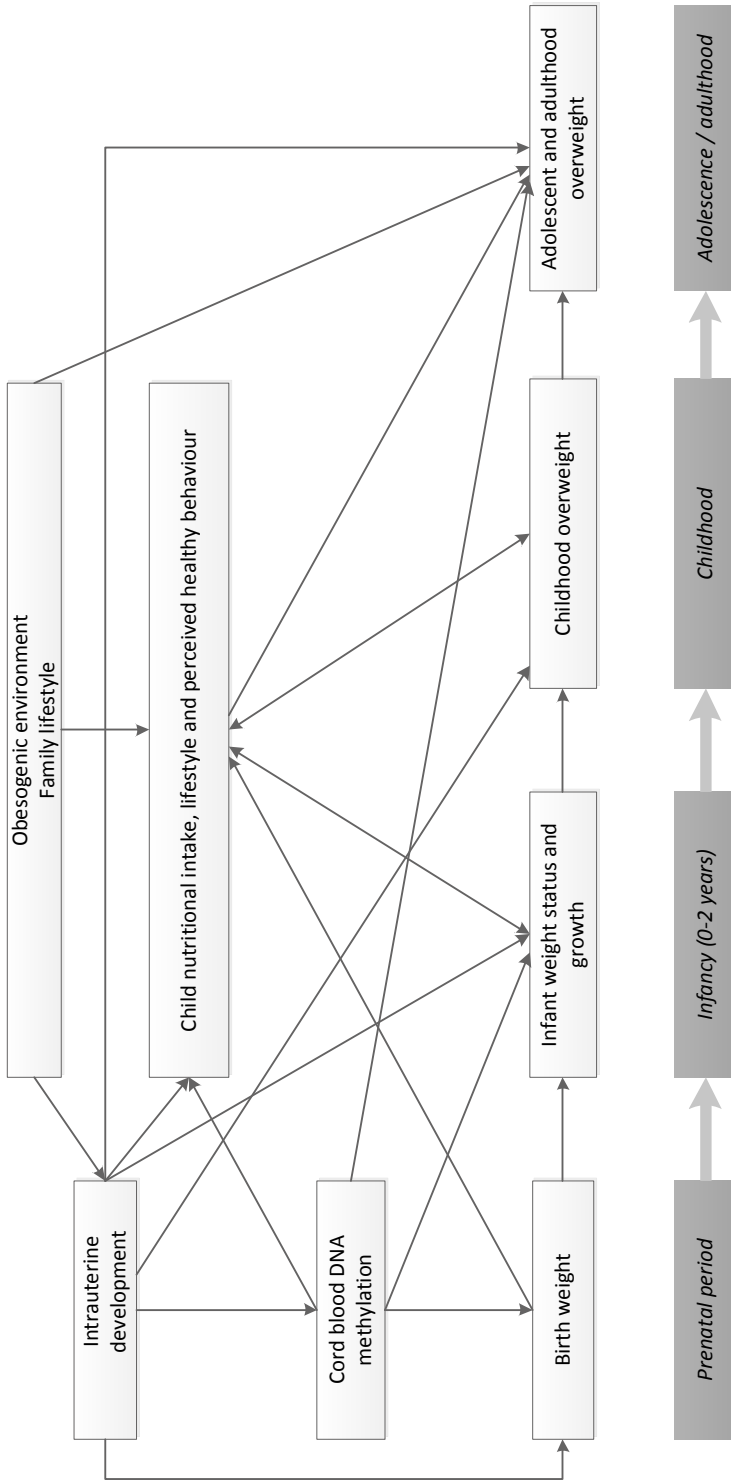 Obesogenic environment
Family lifestyle
Intrauterine
development
Child nutritional intake, lifestyle and perceived healthy behaviour
Cord blood DNA
methylation
Birth weight
Infant weight status and
growth
Childhood overweight
Adolescent and adulthood
overweight
Prenatal period
Infancy (0-2 years)
Childhood
Adolescence / adulthood